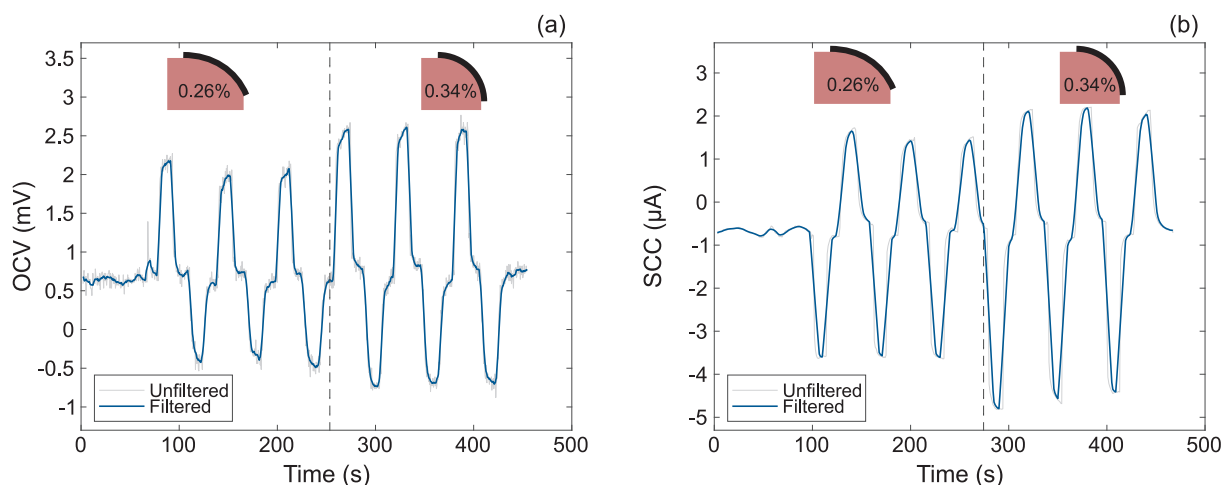 (a)
3.5
3
2.5
2
1.5
1
0.5
0
-0.5
-1
OCV (mV)
0.26%
0.34%
Unfiltered
Filtered
0 100 200 300 400 500
Time (s)
(b)
3
2
1
0
-1
-2
-3
-4
-5
SCC (µA)
0.26%
0.34%
Unfiltered
Filtered
0 100 200 300 400 500
Time (s)